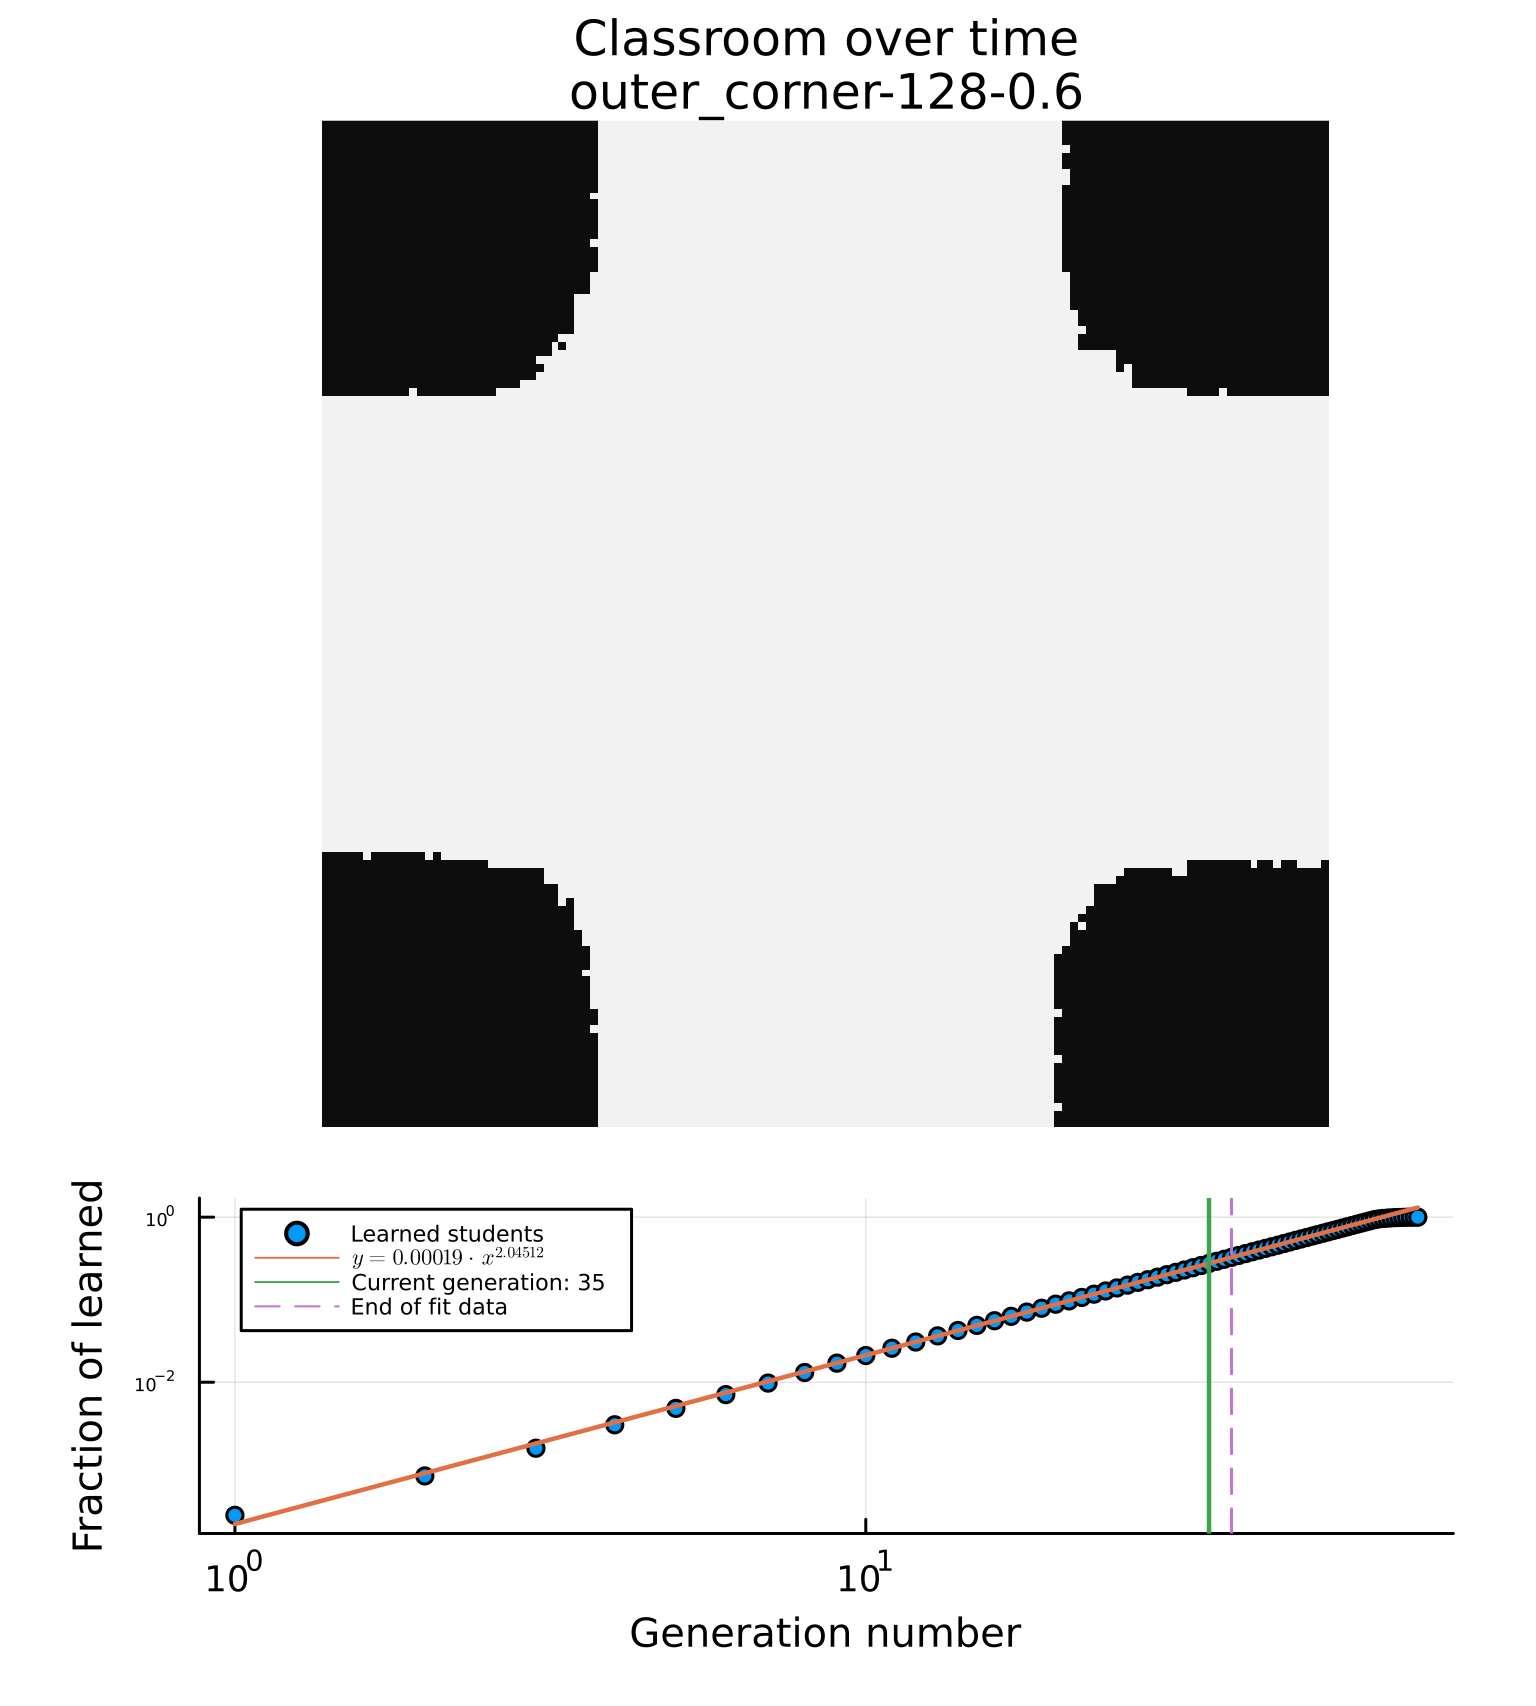 Classroom over time
outer_corner-128-0.6
Fraction of learned
10^0
10^−2
Learned students
y = 0.00019 · x^2.04512
Current generation: 35
End of fit data
10^0
10^1
Generation number